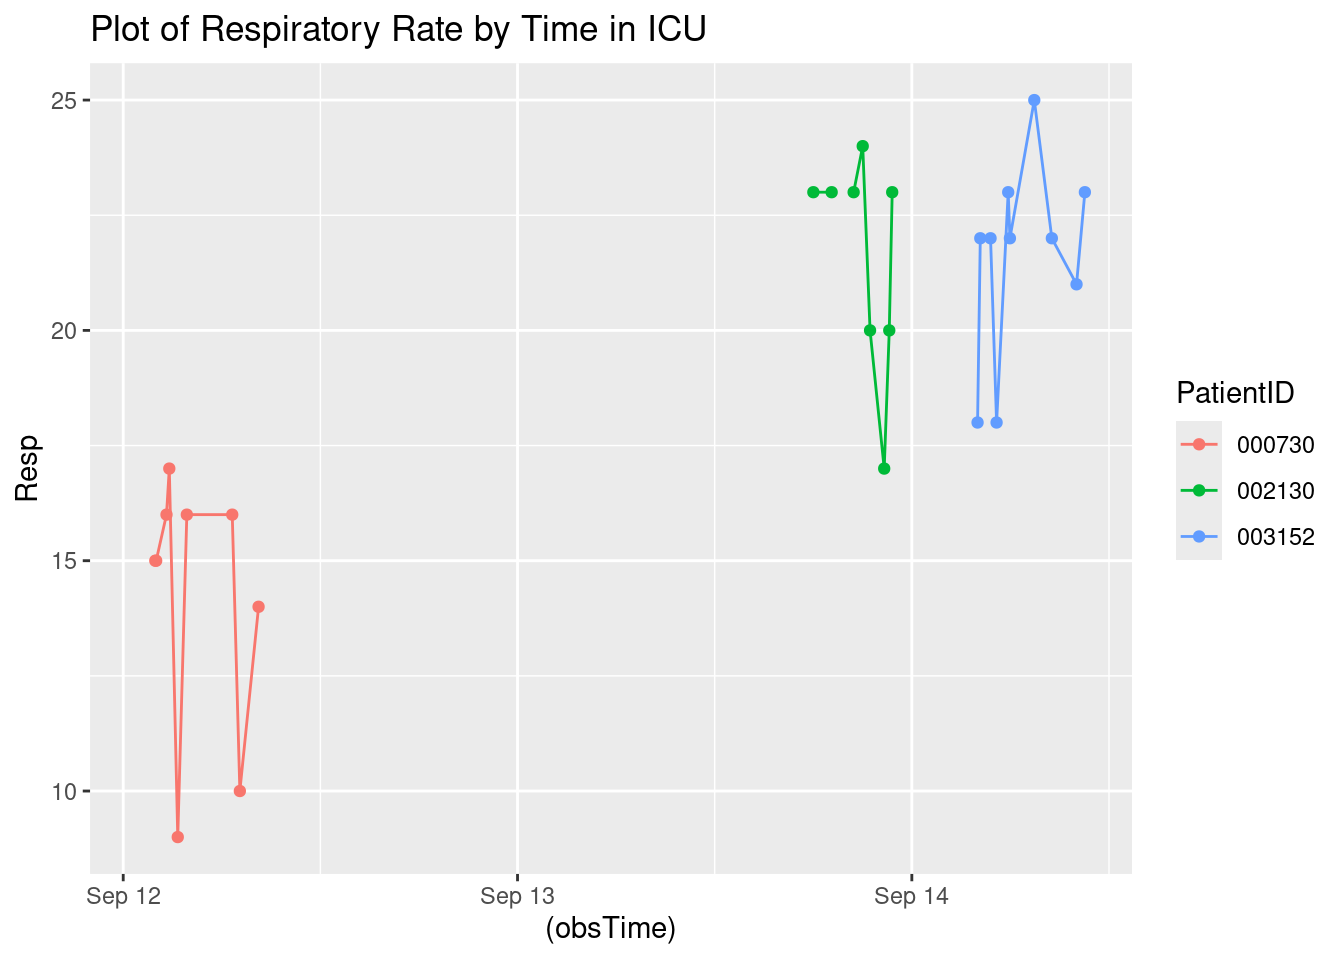 Plot of Respiratory Rate by Time in ICU
25
20
15
10
Resp
Sep 12
Sep 13
Sep 14
(obsTime)
PatientID
000730
002130
003152